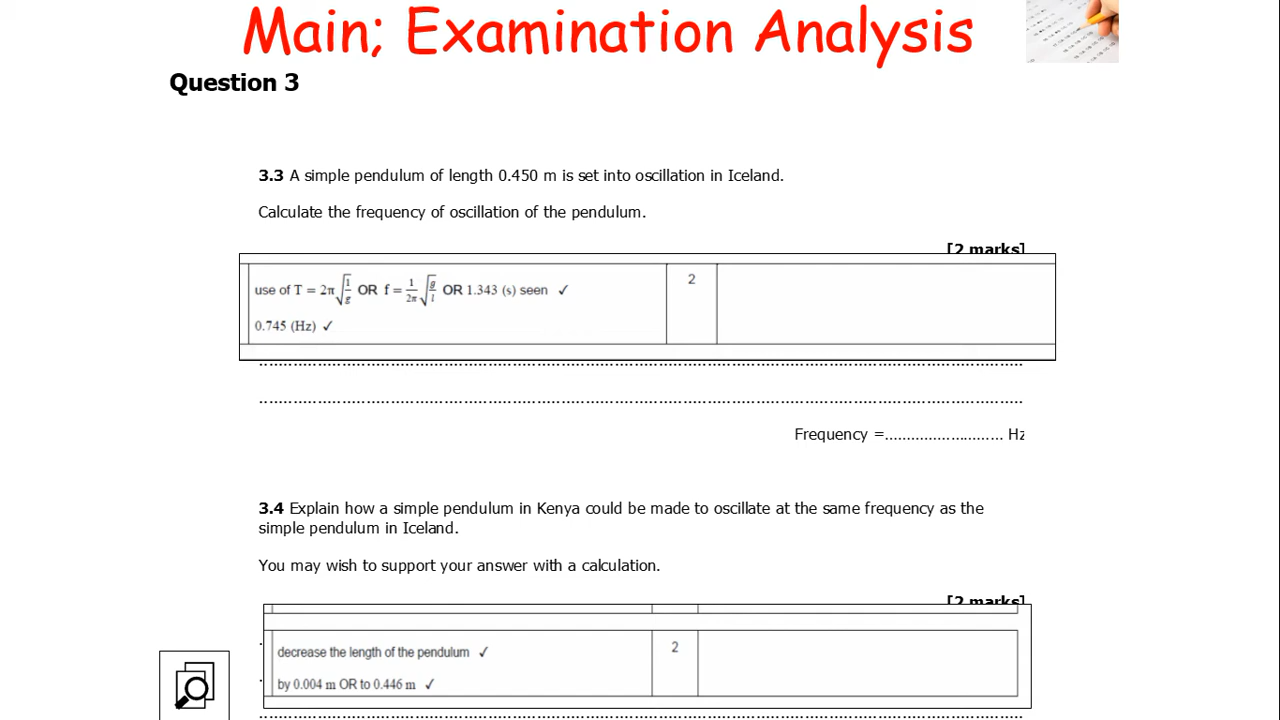 Main; Examination Analysis
Question 3
3.3 A simple pendulum of length 0.450 m is set into oscillation in Iceland.
Calculate the frequency of oscillation of the pendulum.
[2 marks]
use of T = 2π√(l/g) OR f = 1/2π √(g/l) OR 1.343 (s) seen ✓
2
0.745 (Hz) ✓
Frequency =........................... Hz
3.4 Explain how a simple pendulum in Kenya could be made to oscillate at the same frequency as the
simple pendulum in Iceland.
You may wish to support your answer with a calculation.
[2 marks]
decrease the length of the pendulum ✓
2
by 0.004 m OR to 0.446 m ✓